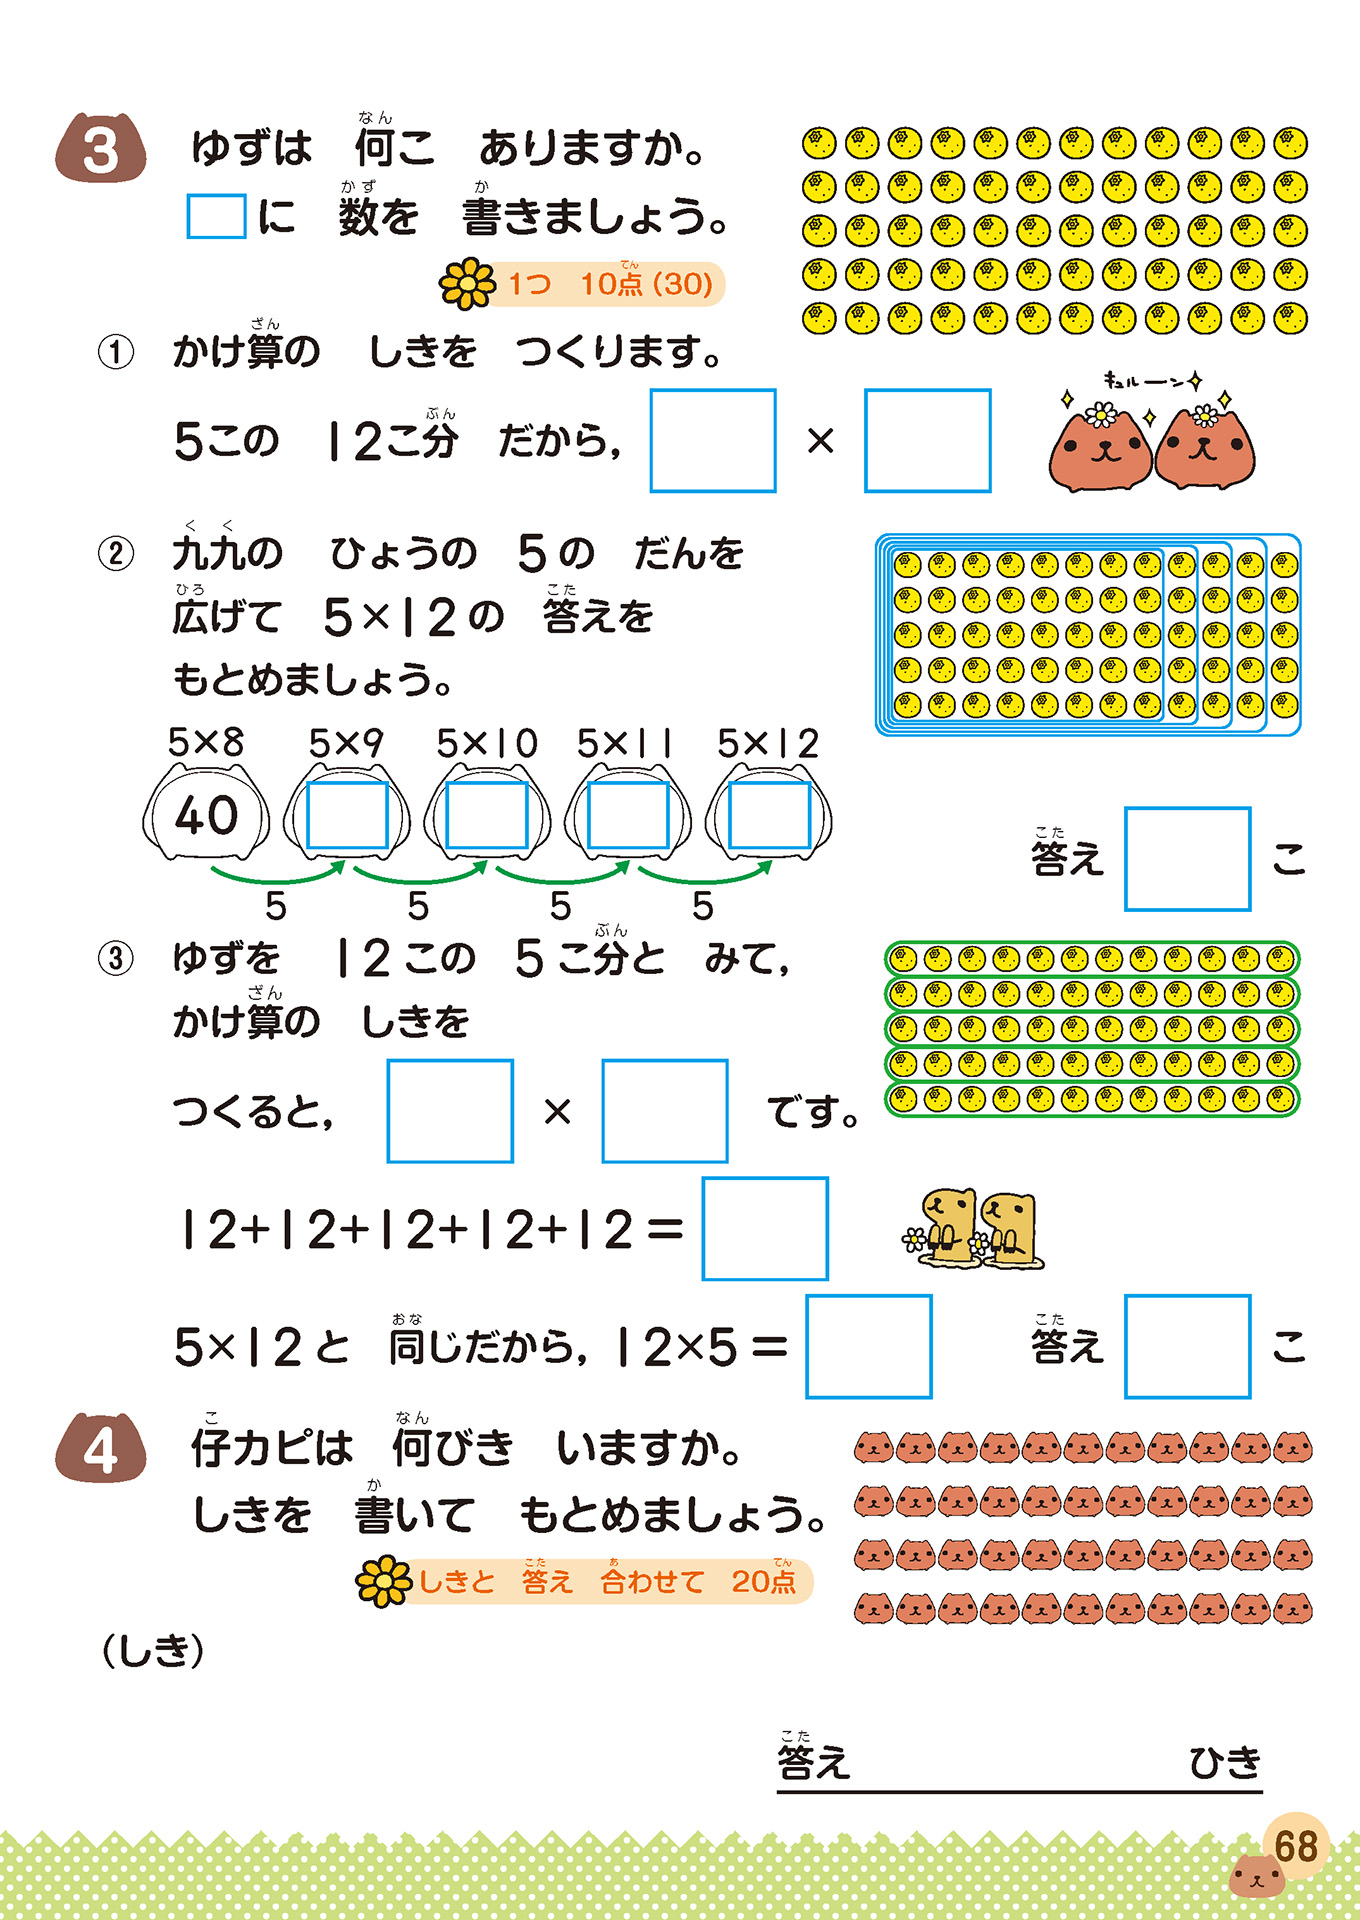 3 ゆずは 何こ ありますか。
□に 数を 書きましょう。
1つ 10点(30)
① かけ算の しきを つくります。
5この 12こ分 だから, □ × □
キュルーン
② 九九の ひょうの 5の だんを
広げて 5×12の 答えを
もとめましょう。
5×8 5×9 5×10 5×11 5×12
40
5 5 5 5
答え □ こ
③ ゆずを 12この 5こ分と みて,
かけ算の しきを
つくると, □ × □ です。
12+12+12+12+12=□
5×12と 同じだから, 12×5=□ 答え □ こ
4 仔カピは 何びき いますか。
しきを 書いて もとめましょう。
しきと 答え 合わせて 20点
(しき)
答え ひき
68